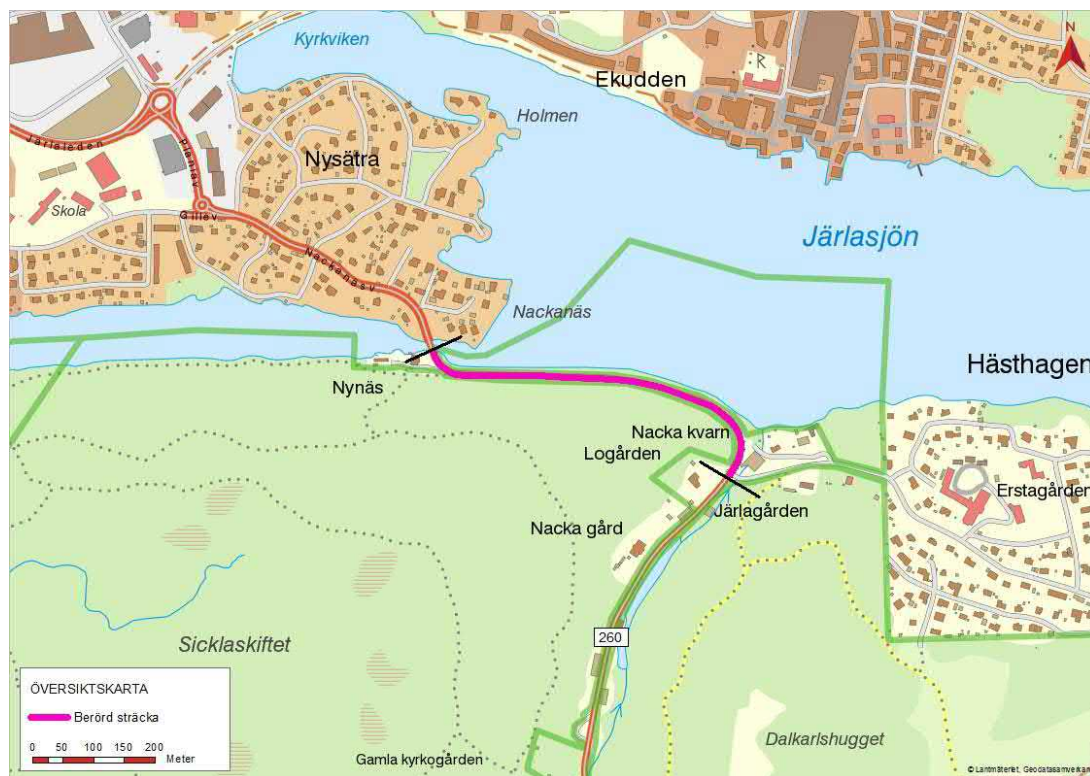 Kyrkviken
N
Ekudden
Holmen
Nysätra
Järlaleden
Planiav.
Skola
Gillev.
Nackanäsv.
Järlasjön
Nackanäs
Hästhagen
Nynäs
Nacka kvarn
Logården
Erstagården
Järlagården
Nacka gård
260
Sicklaskiftet
ÖVERSIKTSKARTA
Berörd sträcka
0 50 100 150 200
Meter
Dalkarlshugget
Gamla kyrkogården
© Lantmäteriet, Geodatasamverkan